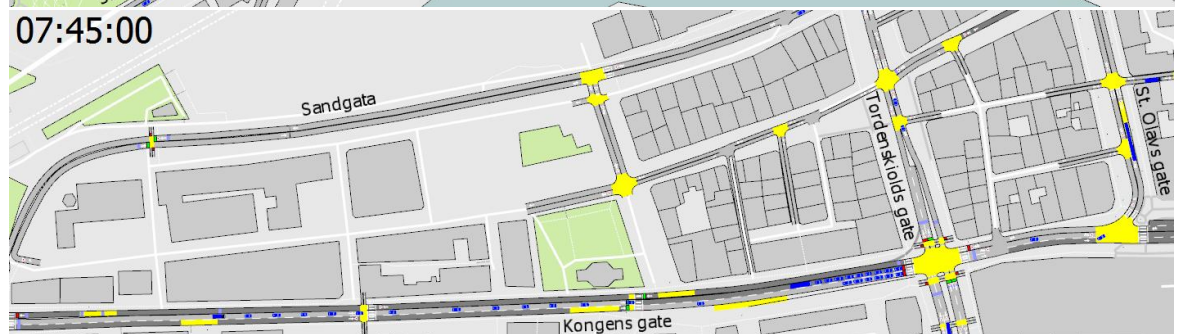 07:45:00
Sandgata
Tordenskiolds gate
St. Olavs gate
Kongens gate